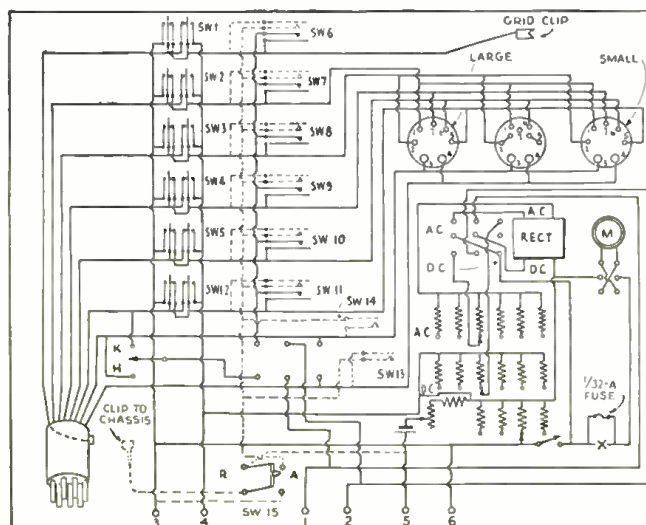 GRID CLIP
SW1
SW6
LARGE
SMALL
SW2
SW7
SW3
SW8
SW4
SW9
SW5
SW 10
SW12
SW 11
SW 14
SW13
AC
AC
RECT
M
DC
DC
AC
DC
1/32-A
FUSE
K
H
CLIP TO
CHASSIS
R
A
SW 15
3
4
1
2
5
6